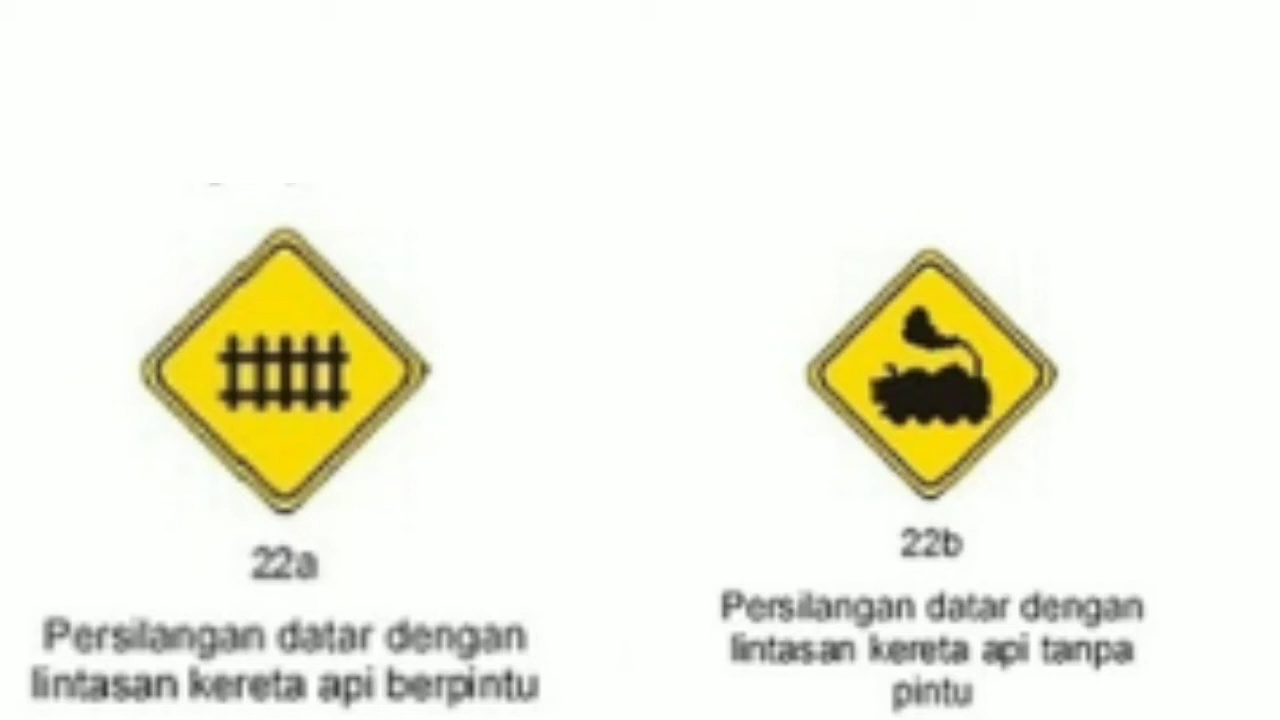 22a
Persilangan datar dengan
lintasan kereta api berpintu
22b
Persilangan datar dengan
lintasan kereta api tanpa
pintu